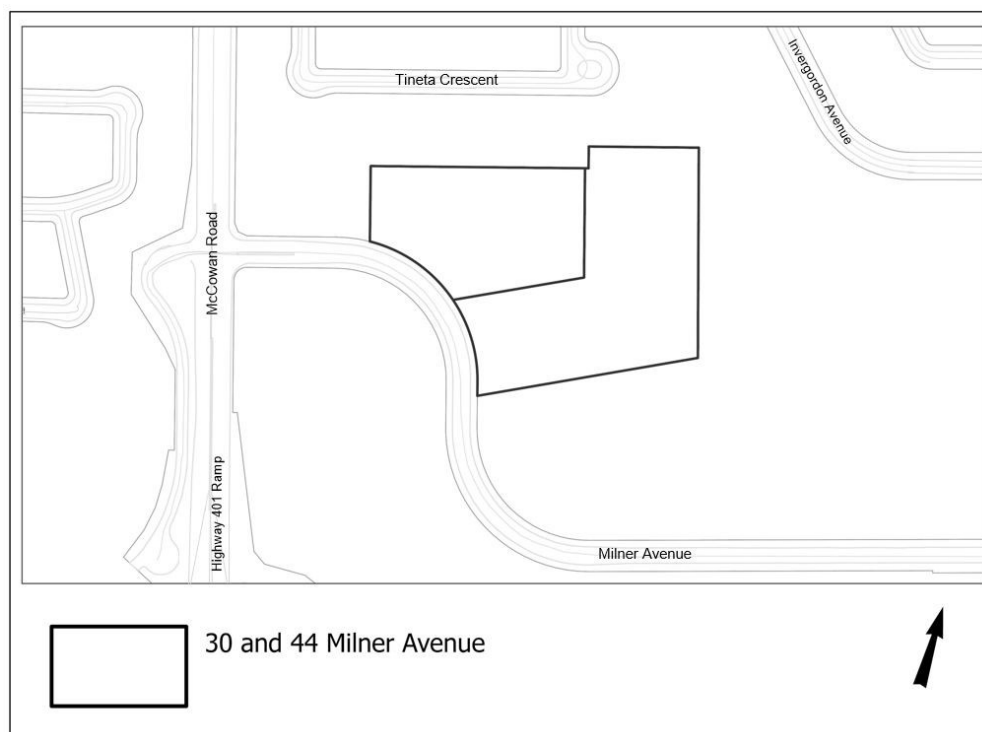 Tineta Crescent
Invergordon Avenue
McCowan Road
Highway 401 Ramp
Milner Avenue
30 and 44 Milner Avenue